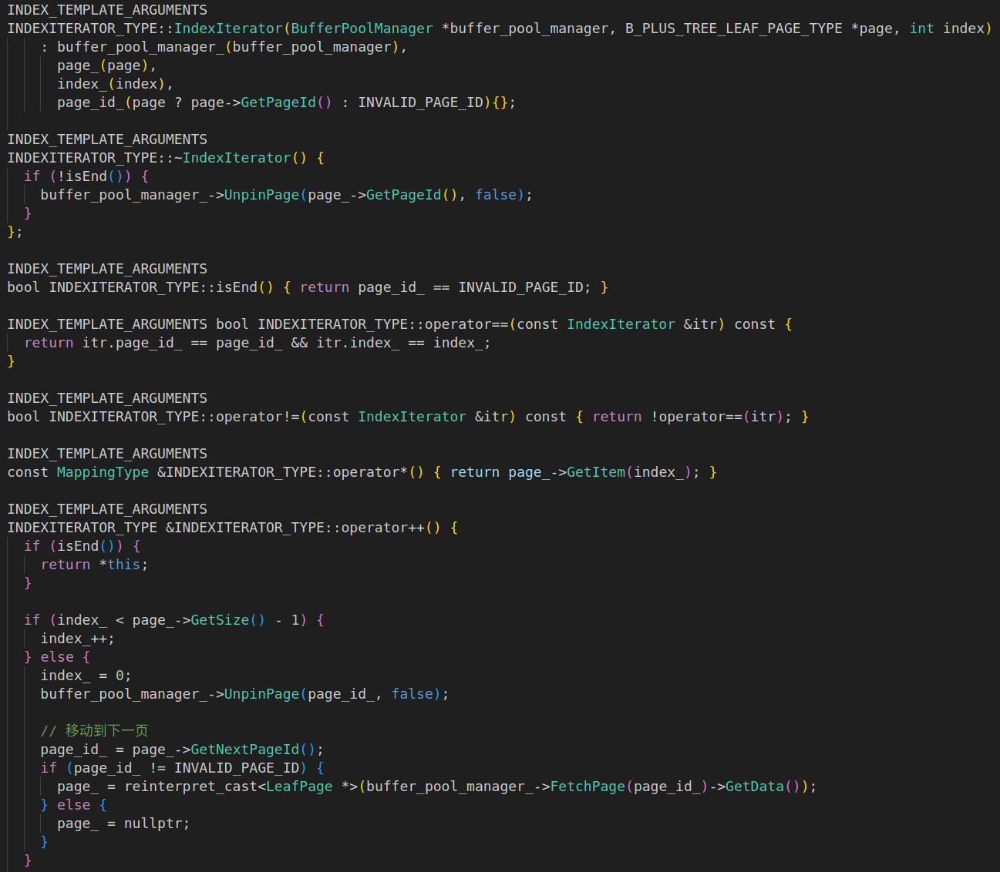 INDEX_TEMPLATE_ARGUMENTS
INDEXITERATOR_TYPE::IndexIterator(BufferPoolManager *buffer_pool_manager, B_PLUS_TREE_LEAF_PAGE_TYPE *page, int index)
    : buffer_pool_manager_(buffer_pool_manager),
      page_(page),
      index_(index),
      page_id_(page ? page->GetPageId() : INVALID_PAGE_ID){};

INDEX_TEMPLATE_ARGUMENTS
INDEXITERATOR_TYPE::~IndexIterator() {
  if (!isEnd()) {
    buffer_pool_manager_->UnpinPage(page_->GetPageId(), false);
  }
};

INDEX_TEMPLATE_ARGUMENTS
bool INDEXITERATOR_TYPE::isEnd() { return page_id_ == INVALID_PAGE_ID; }

INDEX_TEMPLATE_ARGUMENTS bool INDEXITERATOR_TYPE::operator==(const IndexIterator &itr) const {
  return itr.page_id_ == page_id_ && itr.index_ == index_;
}

INDEX_TEMPLATE_ARGUMENTS
bool INDEXITERATOR_TYPE::operator!=(const IndexIterator &itr) const { return !operator==(itr); }

INDEX_TEMPLATE_ARGUMENTS
const MappingType &INDEXITERATOR_TYPE::operator*() { return page_->GetItem(index_); }

INDEX_TEMPLATE_ARGUMENTS
INDEXITERATOR_TYPE &INDEXITERATOR_TYPE::operator++() {
  if (isEnd()) {
    return *this;
  }

  if (index_ < page_->GetSize() - 1) {
    index_++;
  } else {
    index_ = 0;
    buffer_pool_manager_->UnpinPage(page_id_, false);

    // 移动到下一页
    page_id_ = page_->GetNextPageId();
    if (page_id_ != INVALID_PAGE_ID) {
      page_ = reinterpret_cast<LeafPage *>(buffer_pool_manager_->FetchPage(page_id_)->GetData());
    } else {
      page_ = nullptr;
    }
  }